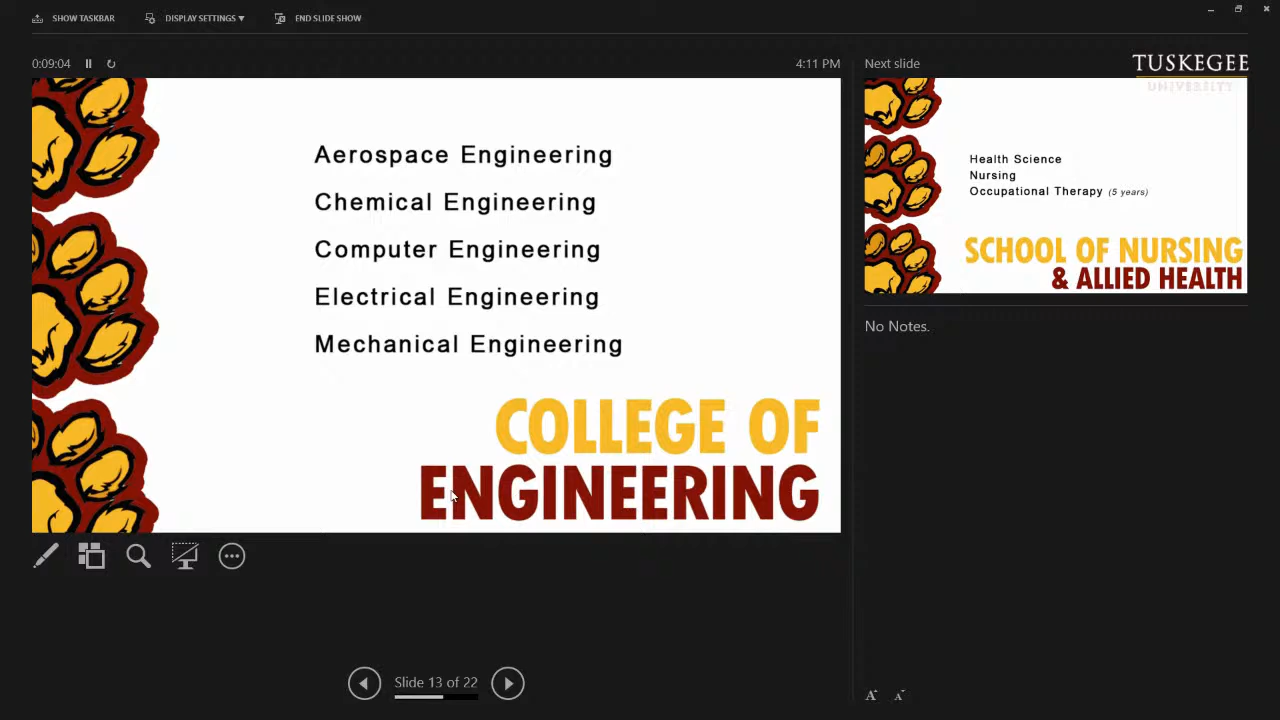 SHOW TASKBAR
DISPLAY SETTINGS ▼
END SLIDE SHOW
0:09:04
4:11 PM
Aerospace Engineering
Chemical Engineering
Computer Engineering
Electrical Engineering
Mechanical Engineering
COLLEGE OF
ENGINEERING
Slide 13 of 22
Next slide
TUSKEGEE
UNIVERSITY
Health Science
Nursing
Occupational Therapy (5 years)
SCHOOL OF NURSING
& ALLIED HEALTH
No Notes.
A A